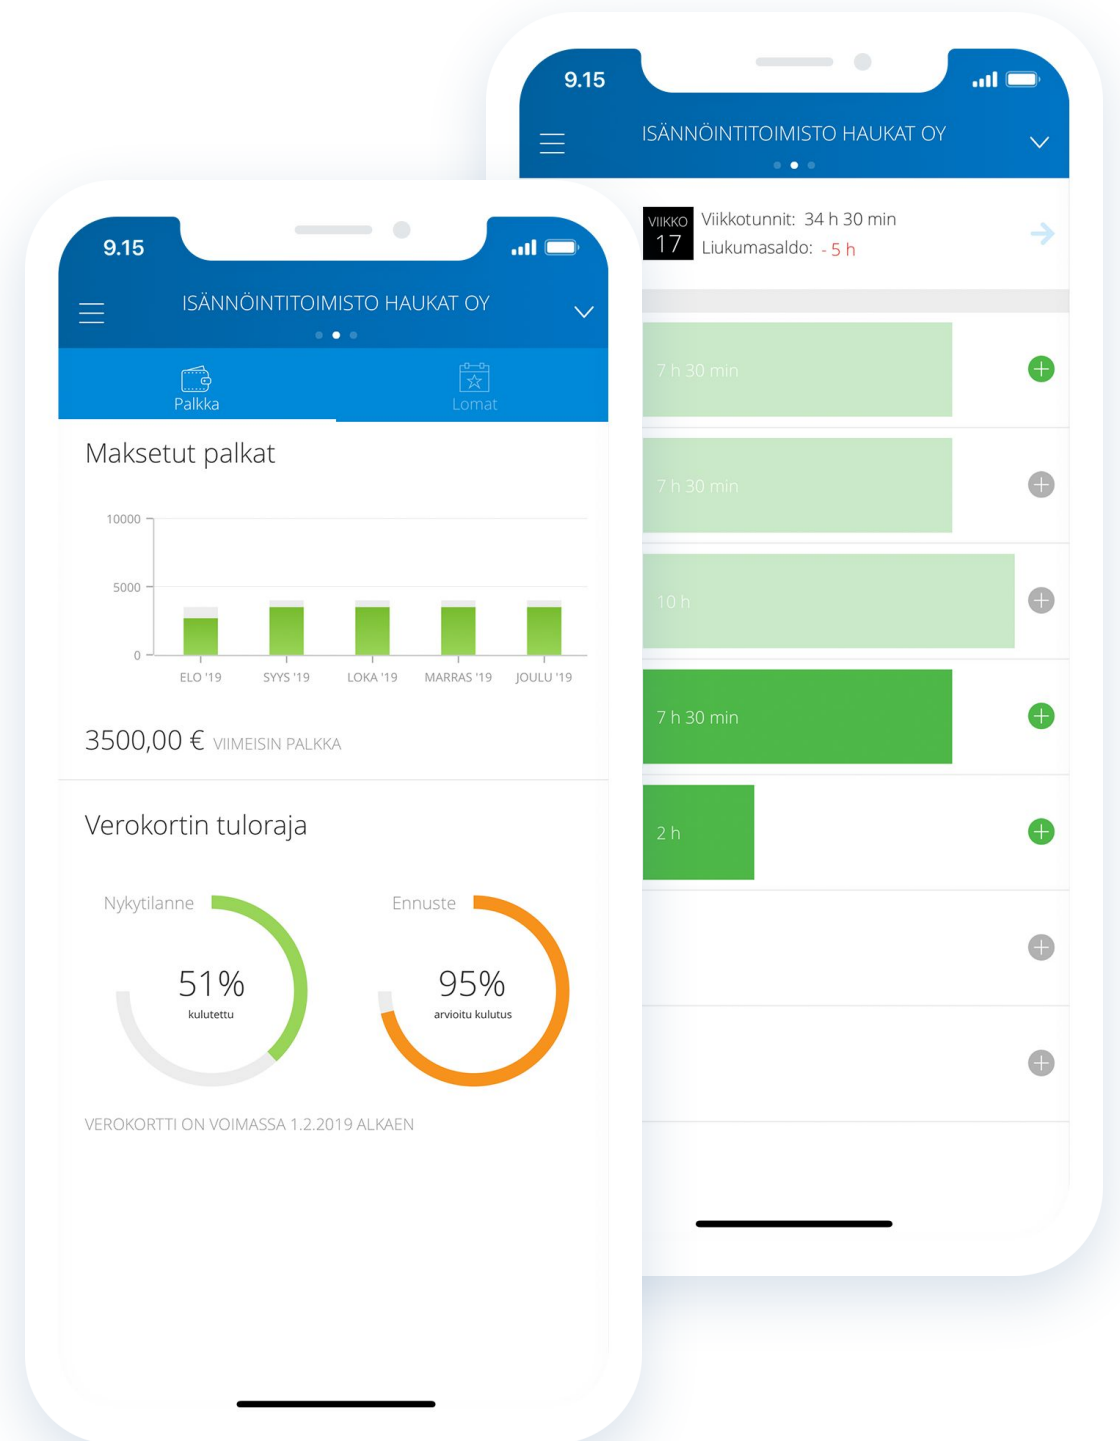 9.15
ISÄNNÖINTITOIMISTO HAUKAT OY
Palkka
Lomat
Maksetut palkat
10000
5000
0
ELO '19
SYYS '19
LOKA '19
MARRAS '19
JOULU '19
3500,00 € VIIMEISIN PALKKA
Verokortin tuloraja
Nykytilanne
51%
kulutettu
Ennuste
95%
arvioitu kulutus
VEROKORTTI ON VOIMASSA 1.2.2019 ALKAEN
9.15
ISÄNNÖINTITOIMISTO HAUKAT OY
VIIKKO
17
Viikkotunnit: 34 h 30 min
Liukumasaldo: - 5 h
7 h 30 min
7 h 30 min
10 h
7 h 30 min
2 h